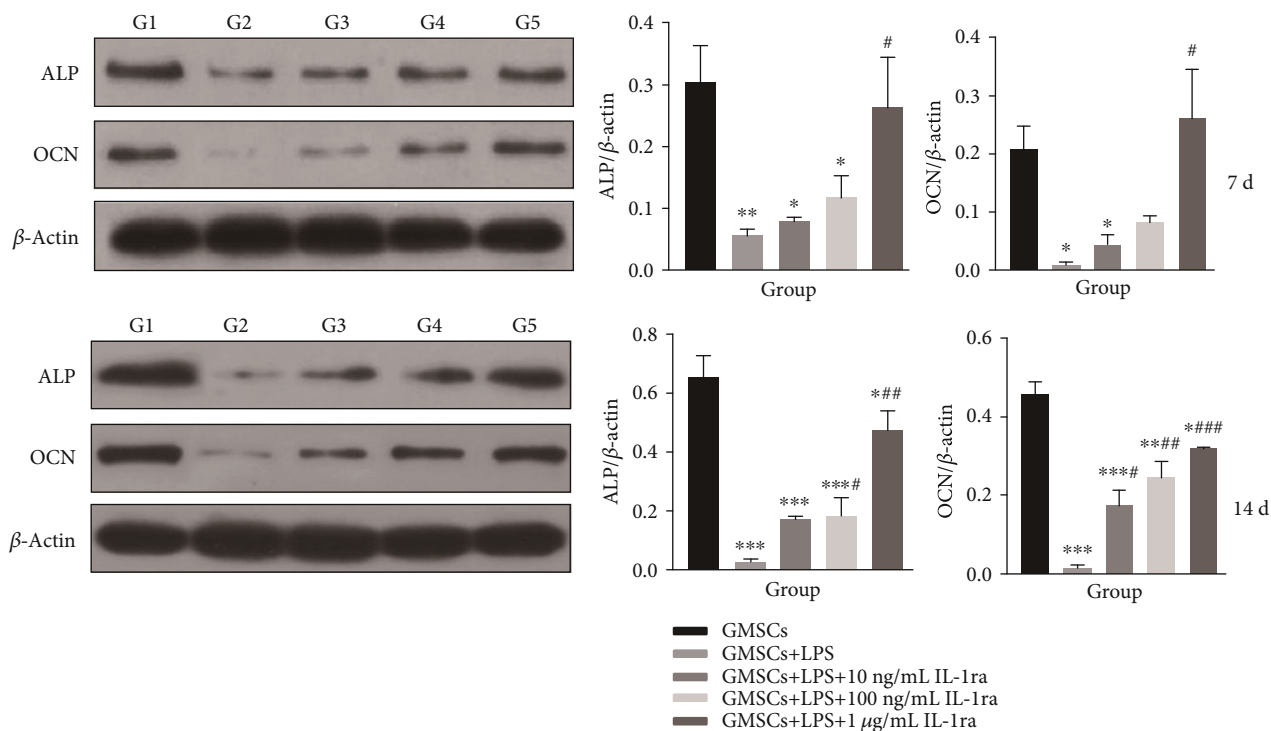 G1 G2 G3 G4 G5
ALP
OCN
β-Actin
0.4
0.3
0.2
0.1
0.0
ALP/β-actin
** * * #
Group
0.4
0.3
0.2
0.1
0.0
OCN/β-actin
* * #
Group
7 d
G1 G2 G3 G4 G5
ALP
OCN
β-Actin
0.8
0.6
0.4
0.2
0.0
ALP/β-actin
*** *** ***# *##
Group
0.6
0.4
0.2
0.0
OCN/β-actin
*** ***# **## *###
Group
14 d
GMSCs
GMSCs+LPS
GMSCs+LPS+10 ng/mL IL-1ra
GMSCs+LPS+100 ng/mL IL-1ra
GMSCs+LPS+1 μg/mL IL-1ra